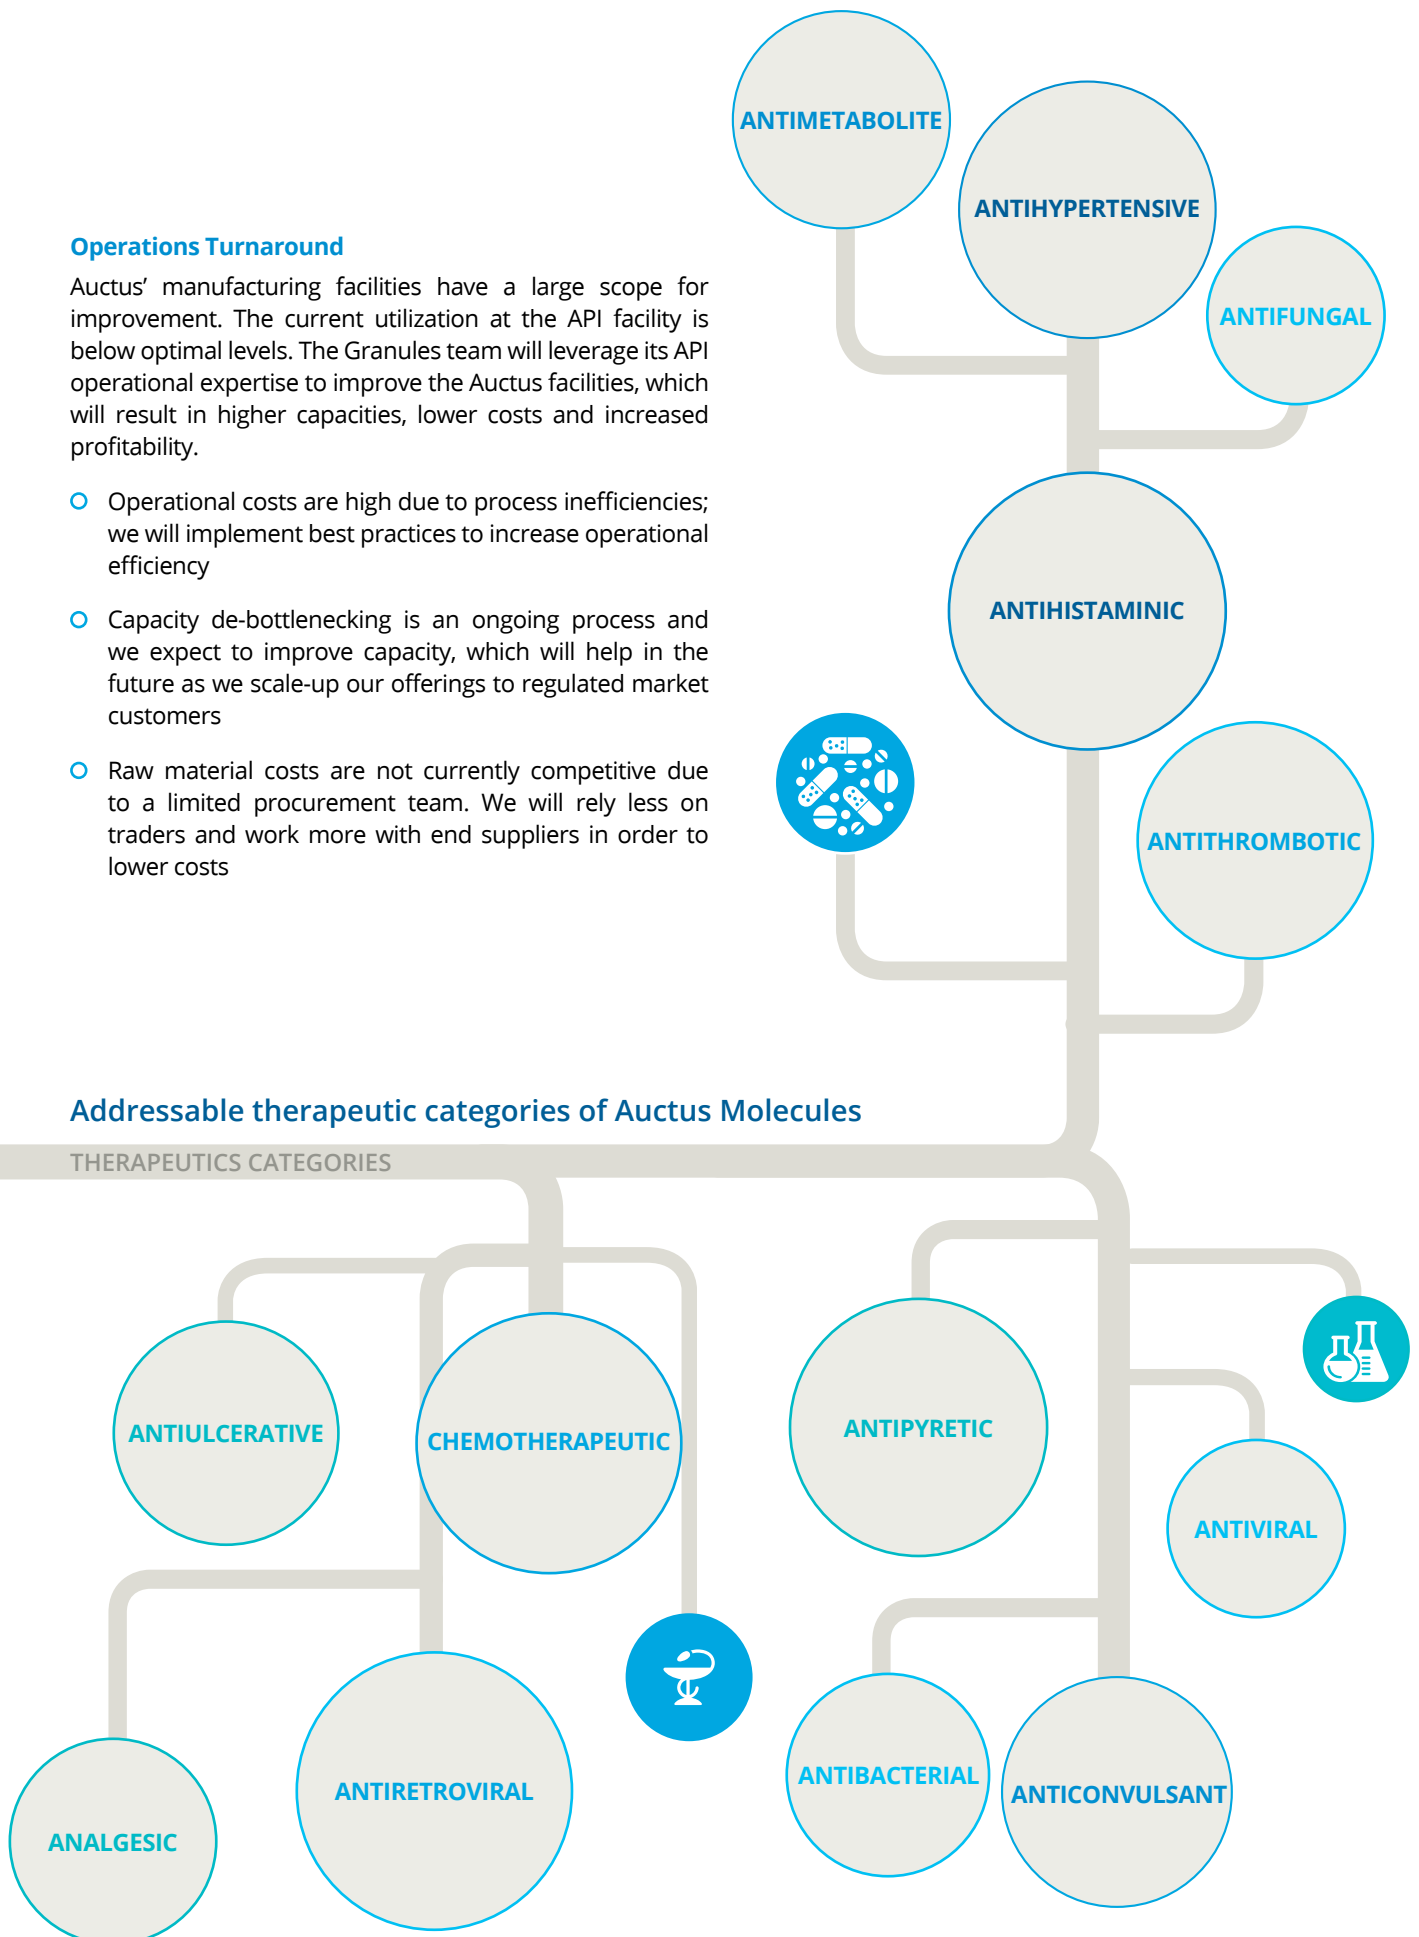 ANTIMETABOLITE
ANTIHYPERTENSIVE
ANTIFUNGAL
Operations Turnaround
Auctus’ manufacturing facilities have a large scope for
improvement. The current utilization at the API facility is
below optimal levels. The Granules team will leverage its API
operational expertise to improve the Auctus facilities, which
will result in higher capacities, lower costs and increased
profitability.
Operational costs are high due to process inefficiencies;
we will implement best practices to increase operational
efficiency
Capacity de-bottlenecking is an ongoing process and
we expect to improve capacity, which will help in the
future as we scale-up our offerings to regulated market
customers
Raw material costs are not currently competitive due
to a limited procurement team. We will rely less on
traders and work more with end suppliers in order to
lower costs
ANTIHISTAMINIC
ANTITHROMBOTIC
Addressable therapeutic categories of Auctus Molecules
THERAPEUTICS CATEGORIES
ANTIULCERATIVE
CHEMOTHERAPEUTIC
ANTIPYRETIC
ANTIVIRAL
ANALGESIC
ANTIRETROVIRAL
ANTIBACTERIAL
ANTICONVULSANT